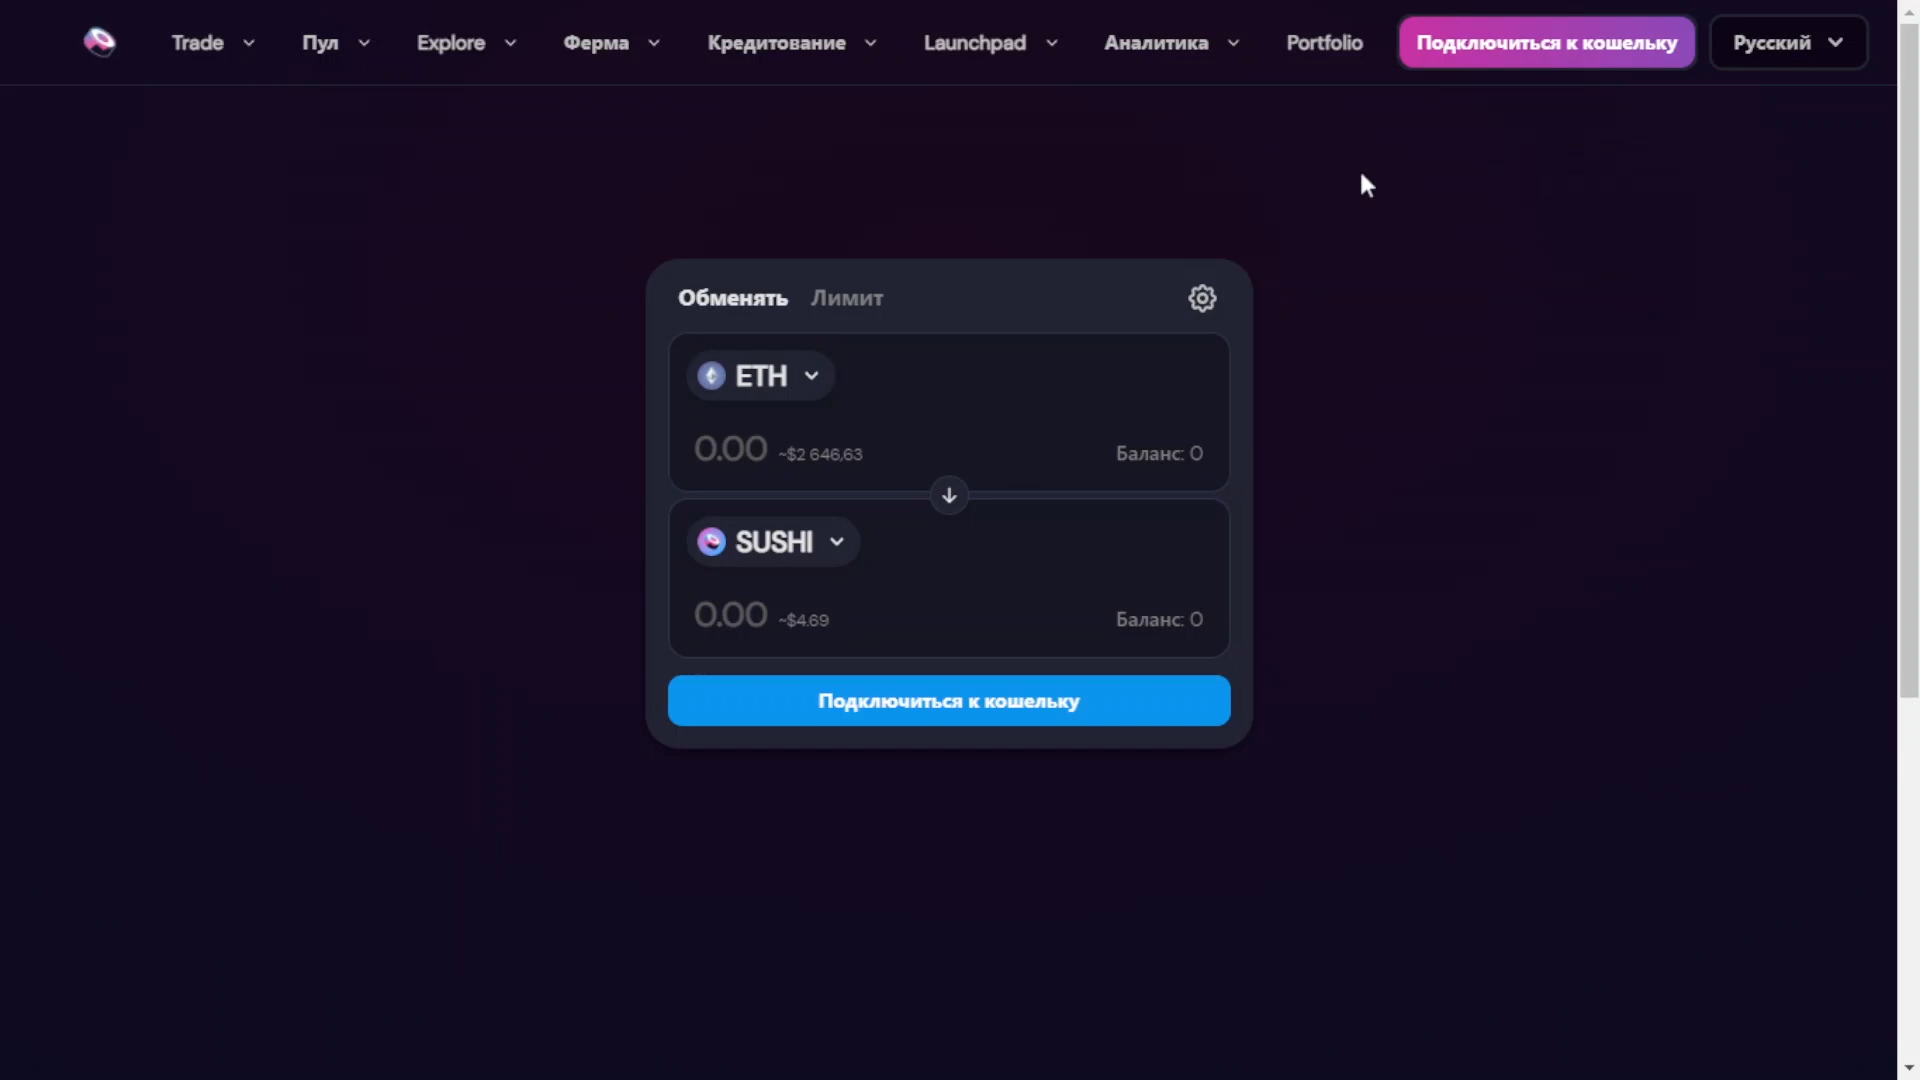 Trade Пул Explore Ферма Кредитование Launchpad Аналитика Portfolio Подключиться к кошельку Русский
Обменять Лимит
ETH
0.00 ~$2 646,63 Баланс: 0
SUSHI
0.00 ~$4.69 Баланс: 0
Подключиться к кошельку